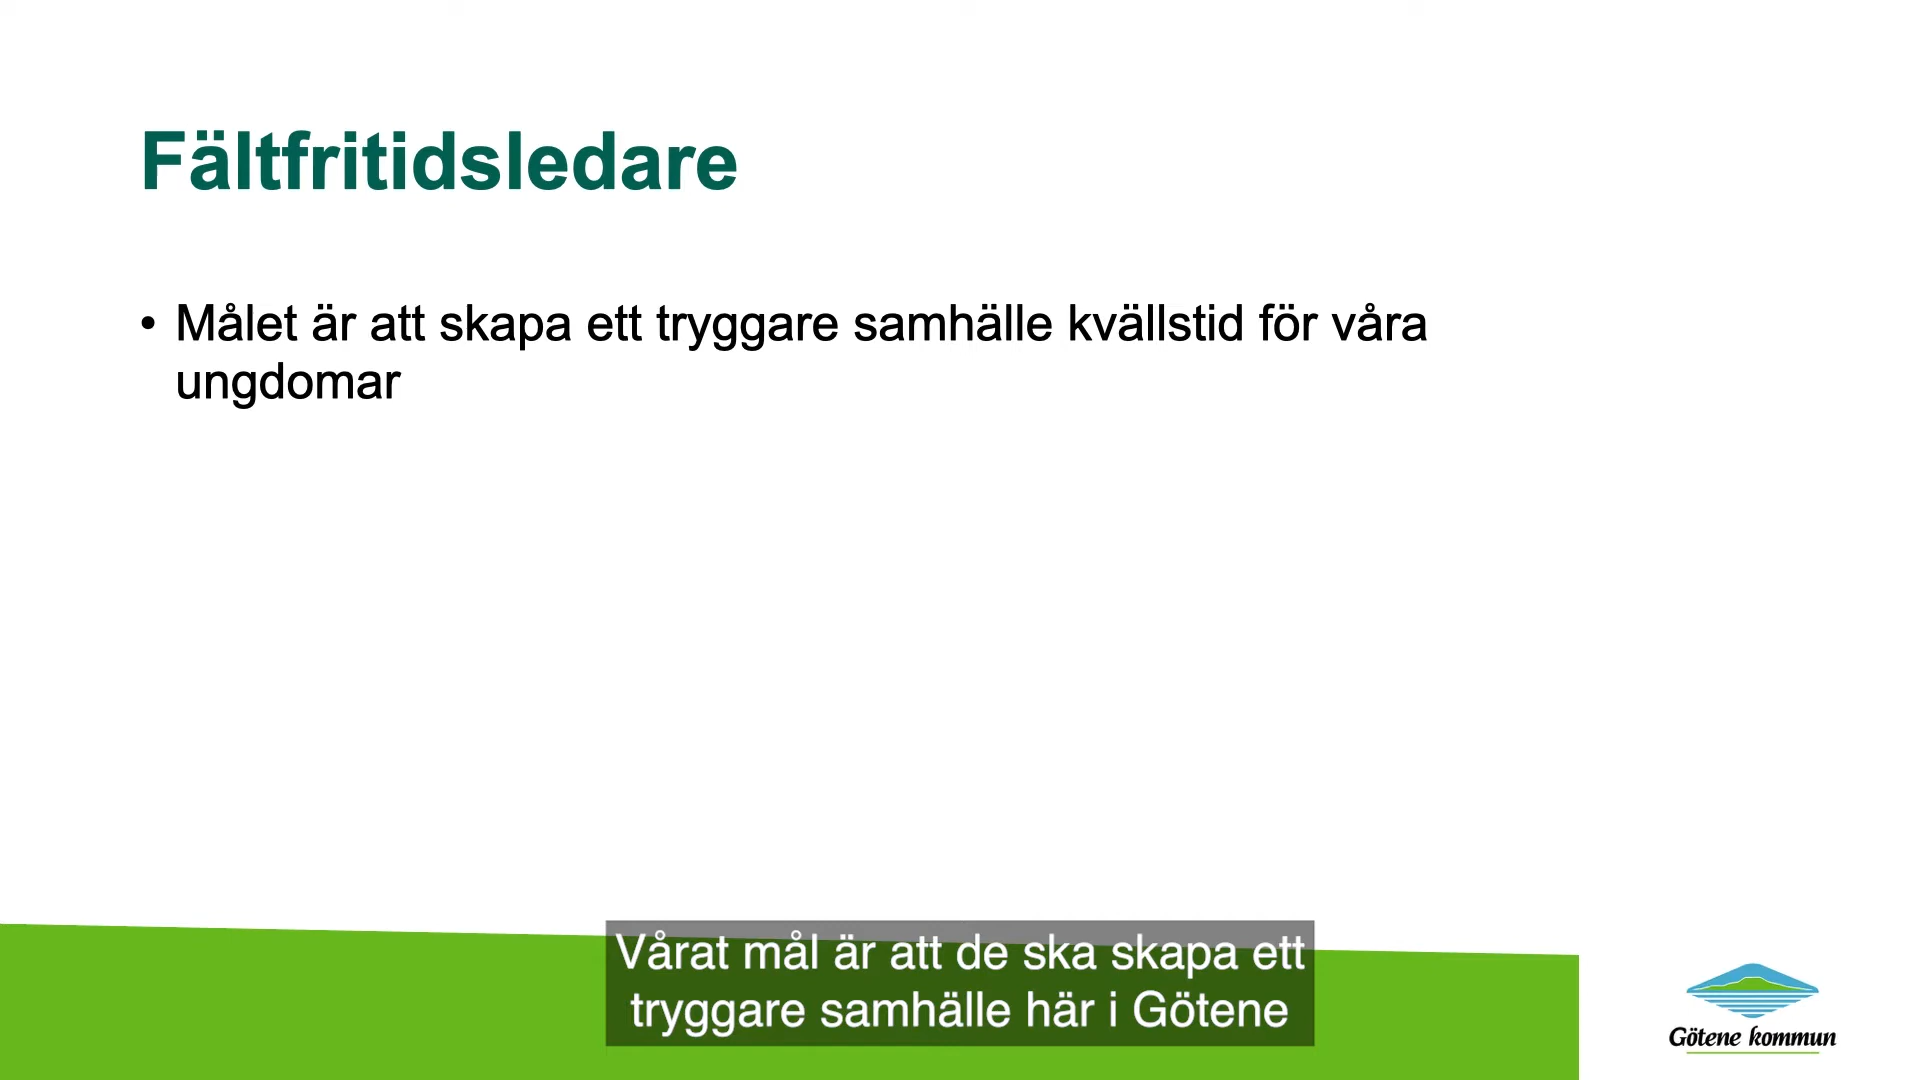 Fältfritidsledare
• Målet är att skapa ett tryggare samhälle kvällstid för våra
ungdomar
Vårat mål är att de ska skapa ett
tryggare samhälle här i Götene
Götene kommun